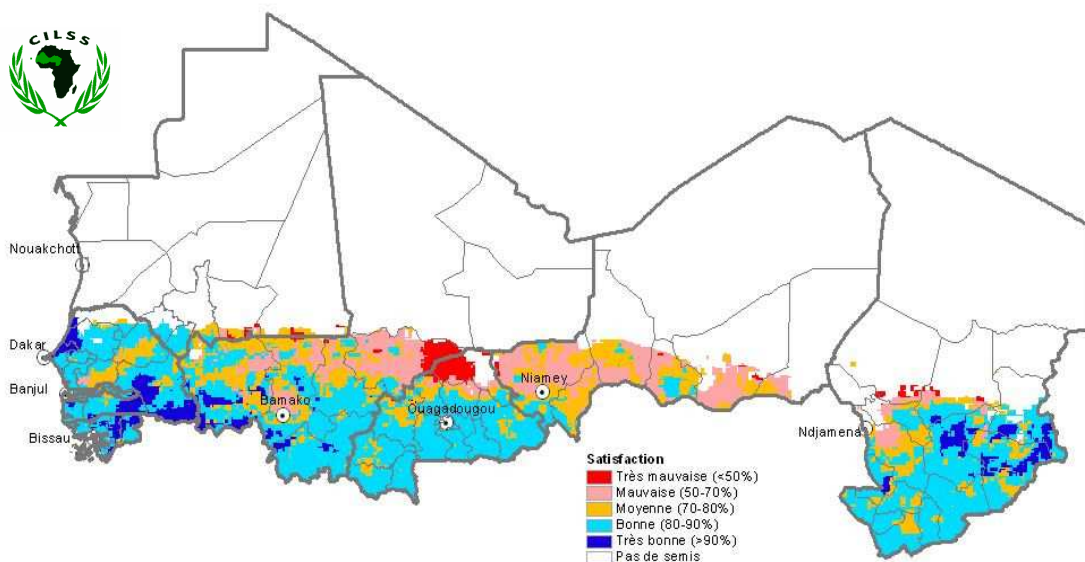 CILSS
Nouakchott
Dakar
Banjul
Bissau
Bamako
Ouagadougou
Niamey
Ndjamena
Satisfaction
Très mauvaise (<50%)
Mauvaise (50-70%)
Moyenne (70-80%)
Bonne (80-90%)
Très bonne (>90%)
Pas de semis